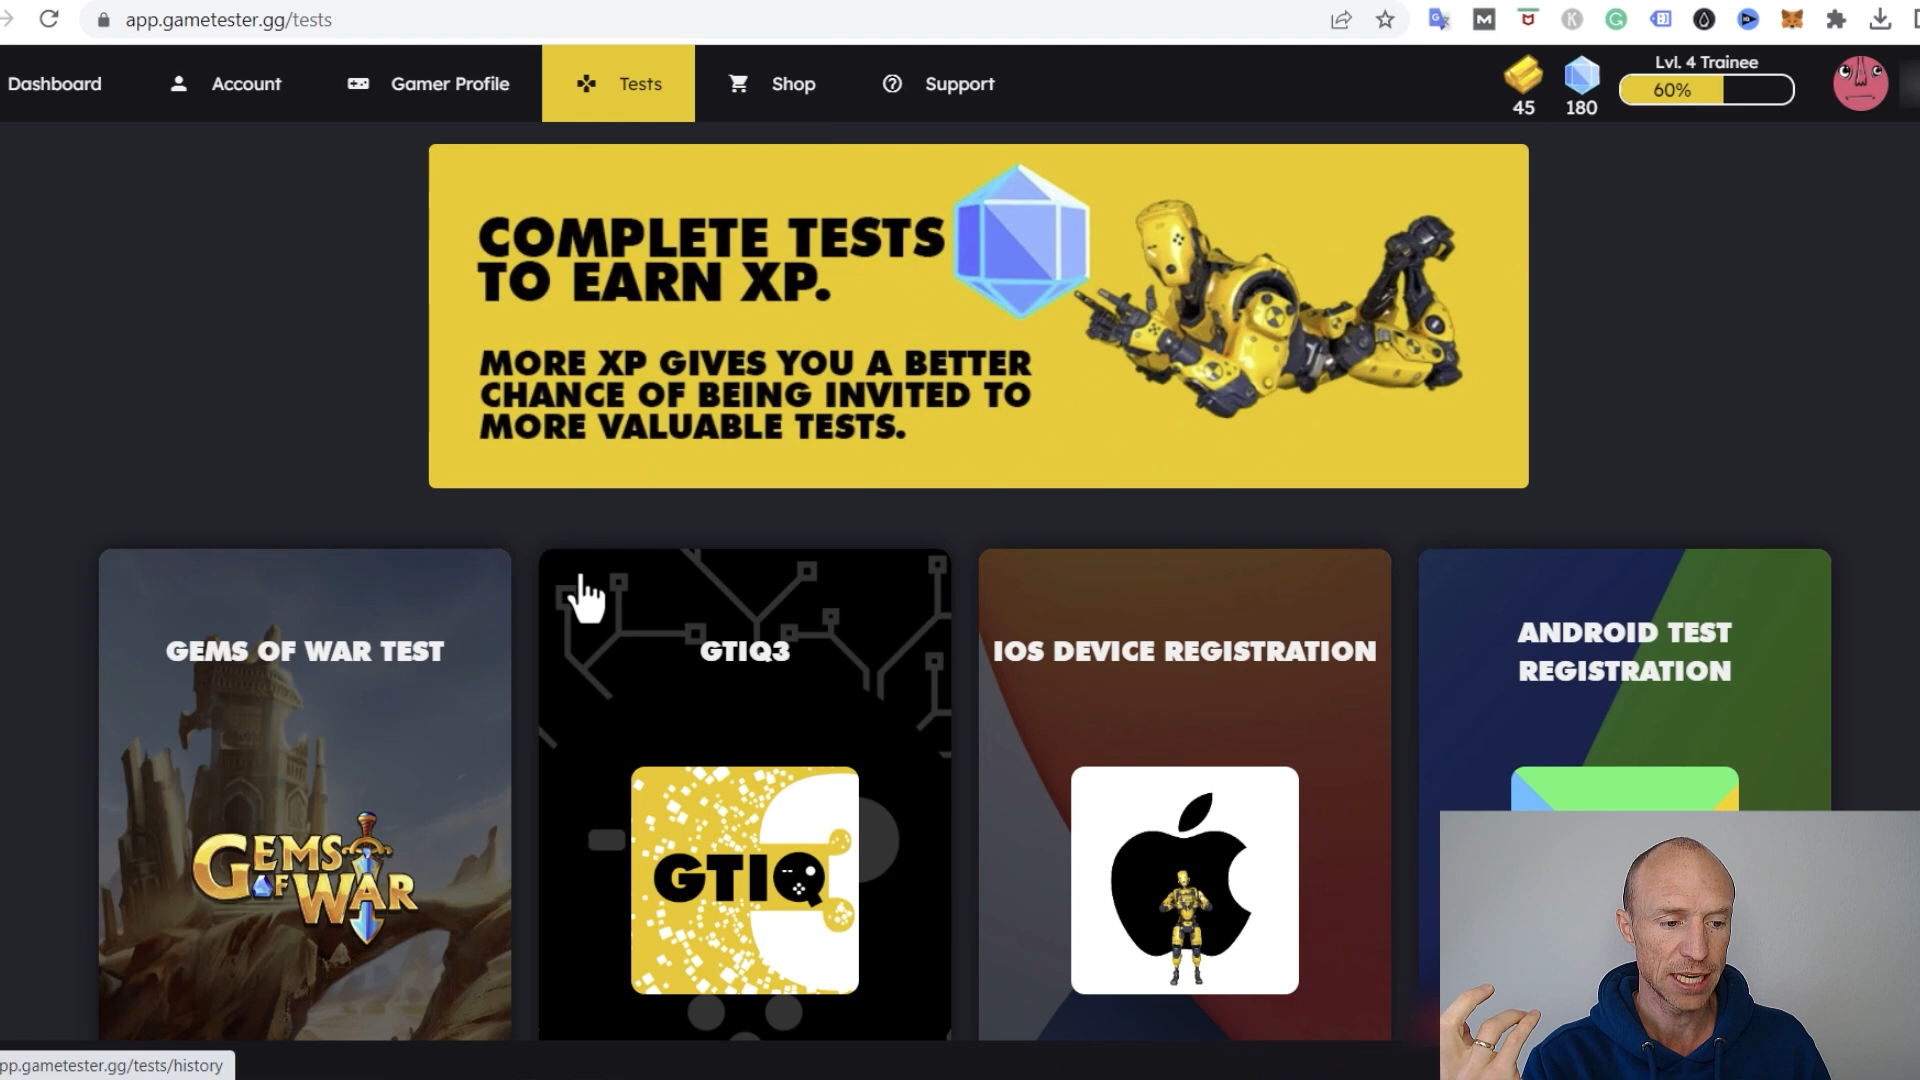 app.gametester.gg/tests
Dashboard
Account
Gamer Profile
Tests
Shop
Support
45
180
Lvl. 4 Trainee
60%
COMPLETE TESTS
TO EARN XP.
MORE XP GIVES YOU A BETTER
CHANCE OF BEING INVITED TO
MORE VALUABLE TESTS.
GEMS OF WAR TEST
GTIQ3
IOS DEVICE REGISTRATION
ANDROID TEST
REGISTRATION
GEMS
OF WAR
GTIQ
3
pp.gametester.gg/tests/history